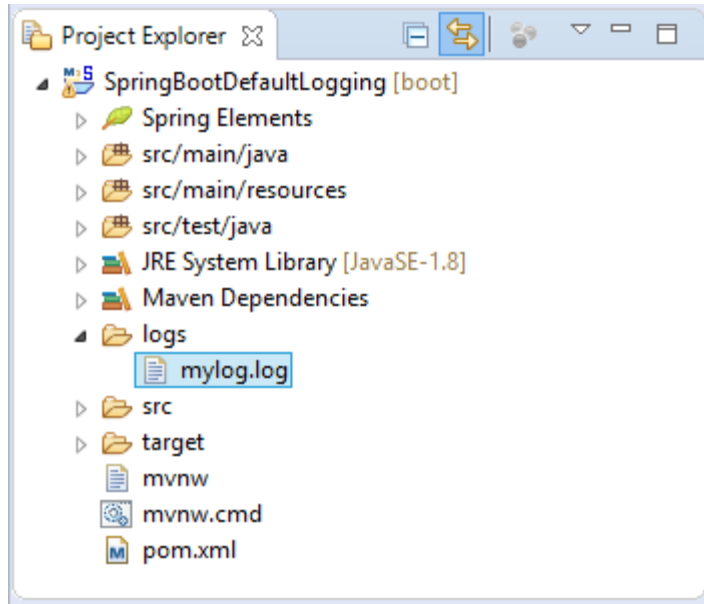 Project Explorer
SpringBootDefaultLogging [boot]
Spring Elements
src/main/java
src/main/resources
src/test/java
JRE System Library [JavaSE-1.8]
Maven Dependencies
logs
mylog.log
src
target
mvnw
mvnw.cmd
pom.xml